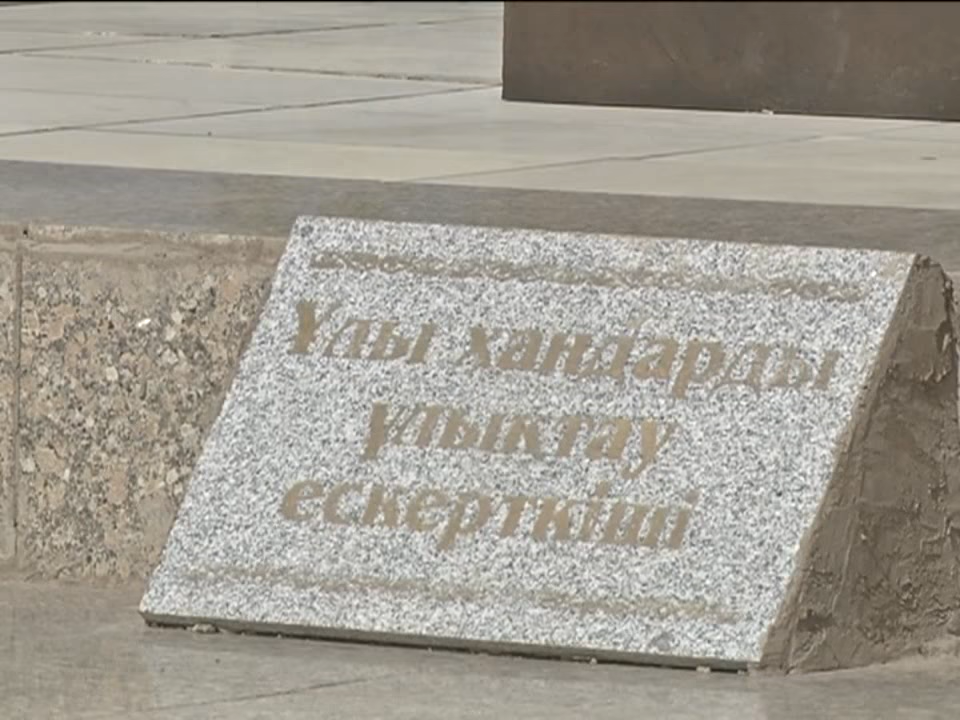 Ұлы хандарды
ұлықтау
ескерткіші